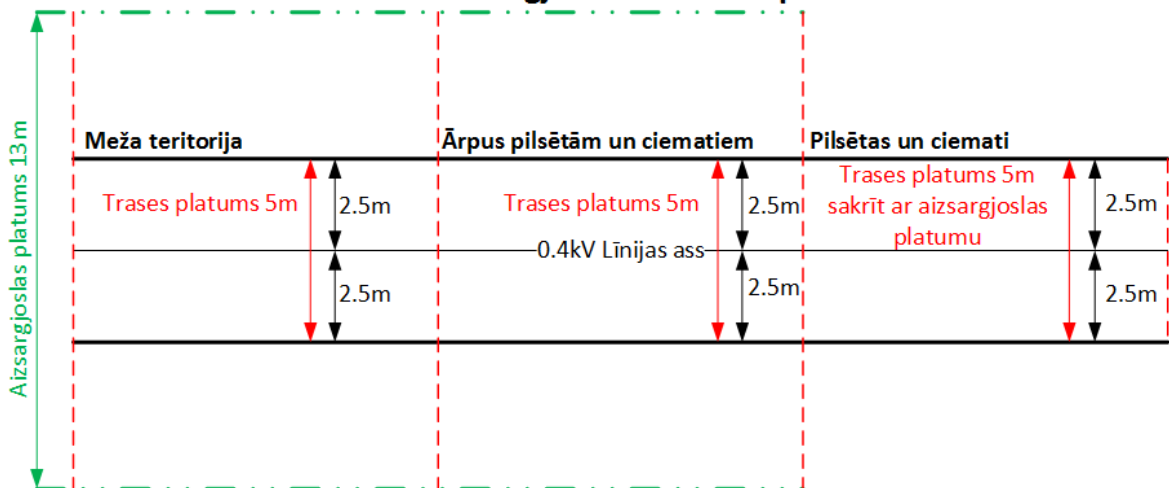 Meža teritorija
Ārpus pilsētām un ciematiem
Pilsētas un ciemati
Aizsargjoslas platums 13m
Trases platums 5m
2.5m
2.5m
Trases platums 5m
2.5m
2.5m
0.4kV Līnijas ass
Trases platums 5m
sakrīt ar aizsargjoslas
platumu
2.5m
2.5m